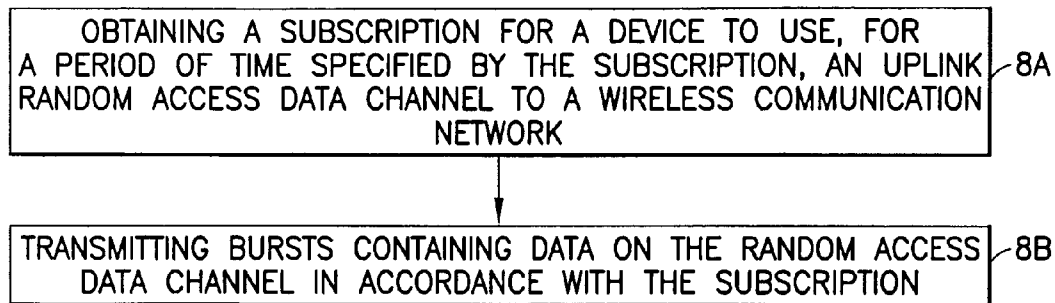 OBTAINING A SUBSCRIPTION FOR A DEVICE TO USE, FOR
A PERIOD OF TIME SPECIFIED BY THE SUBSCRIPTION, AN UPLINK
RANDOM ACCESS DATA CHANNEL TO A WIRELESS COMMUNICATION
NETWORK
8A
TRANSMITTING BURSTS CONTAINING DATA ON THE RANDOM ACCESS
DATA CHANNEL IN ACCORDANCE WITH THE SUBSCRIPTION
8B